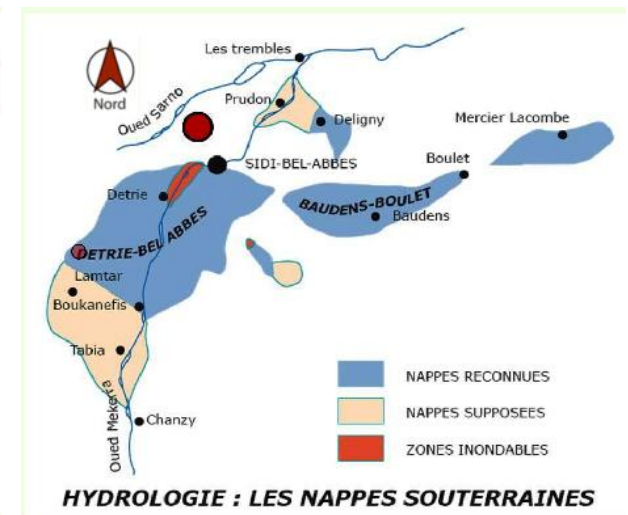 Les trembles
Nord
Oued Sarno
Prudon
Deligny
Mercier Lacombe
SIDI-BEL-ABBES
Boulet
Detrie
BAUDENS-BOULET
Baudens
DETRIE-BEL ABBES
Lamtar
Boukanefis
Tabia
Oued Mekerra
Chanzy
NAPPES RECONNUES
NAPPES SUPPOSEES
ZONES INONDABLES
HYDROLOGIE : LES NAPPES SOUTERRAINES